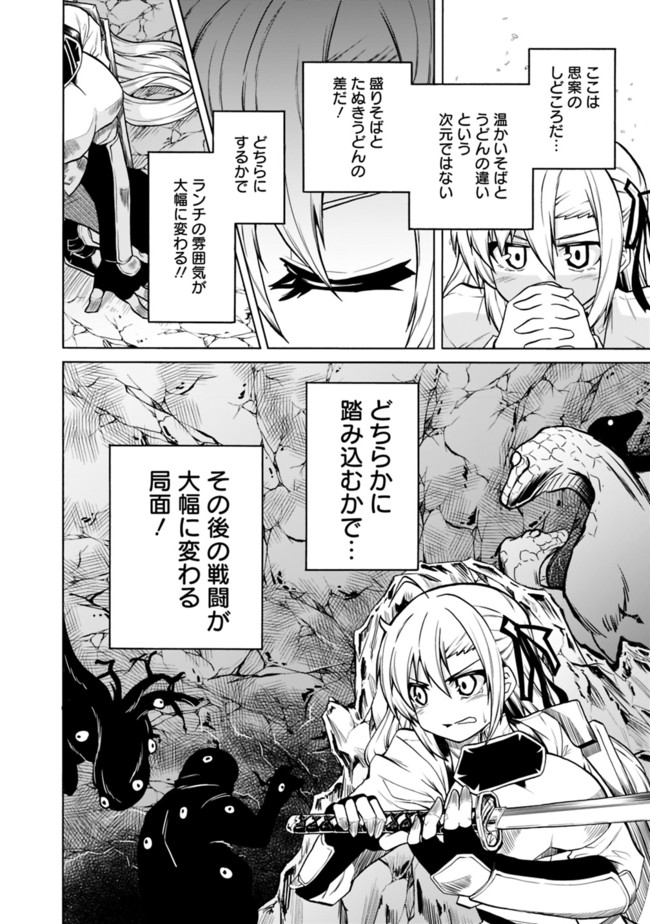 ここは
思案の
しどころだ…
温かいそばと
うどんの違い
という
次元ではない
盛りそばと
たぬきうどんの
差だ!
どちらに
するかで
ランチの雰囲気が
大幅に変わる!!
どちらかに
踏み込むかで…
その後の戦闘が
大幅に変わる
局面!